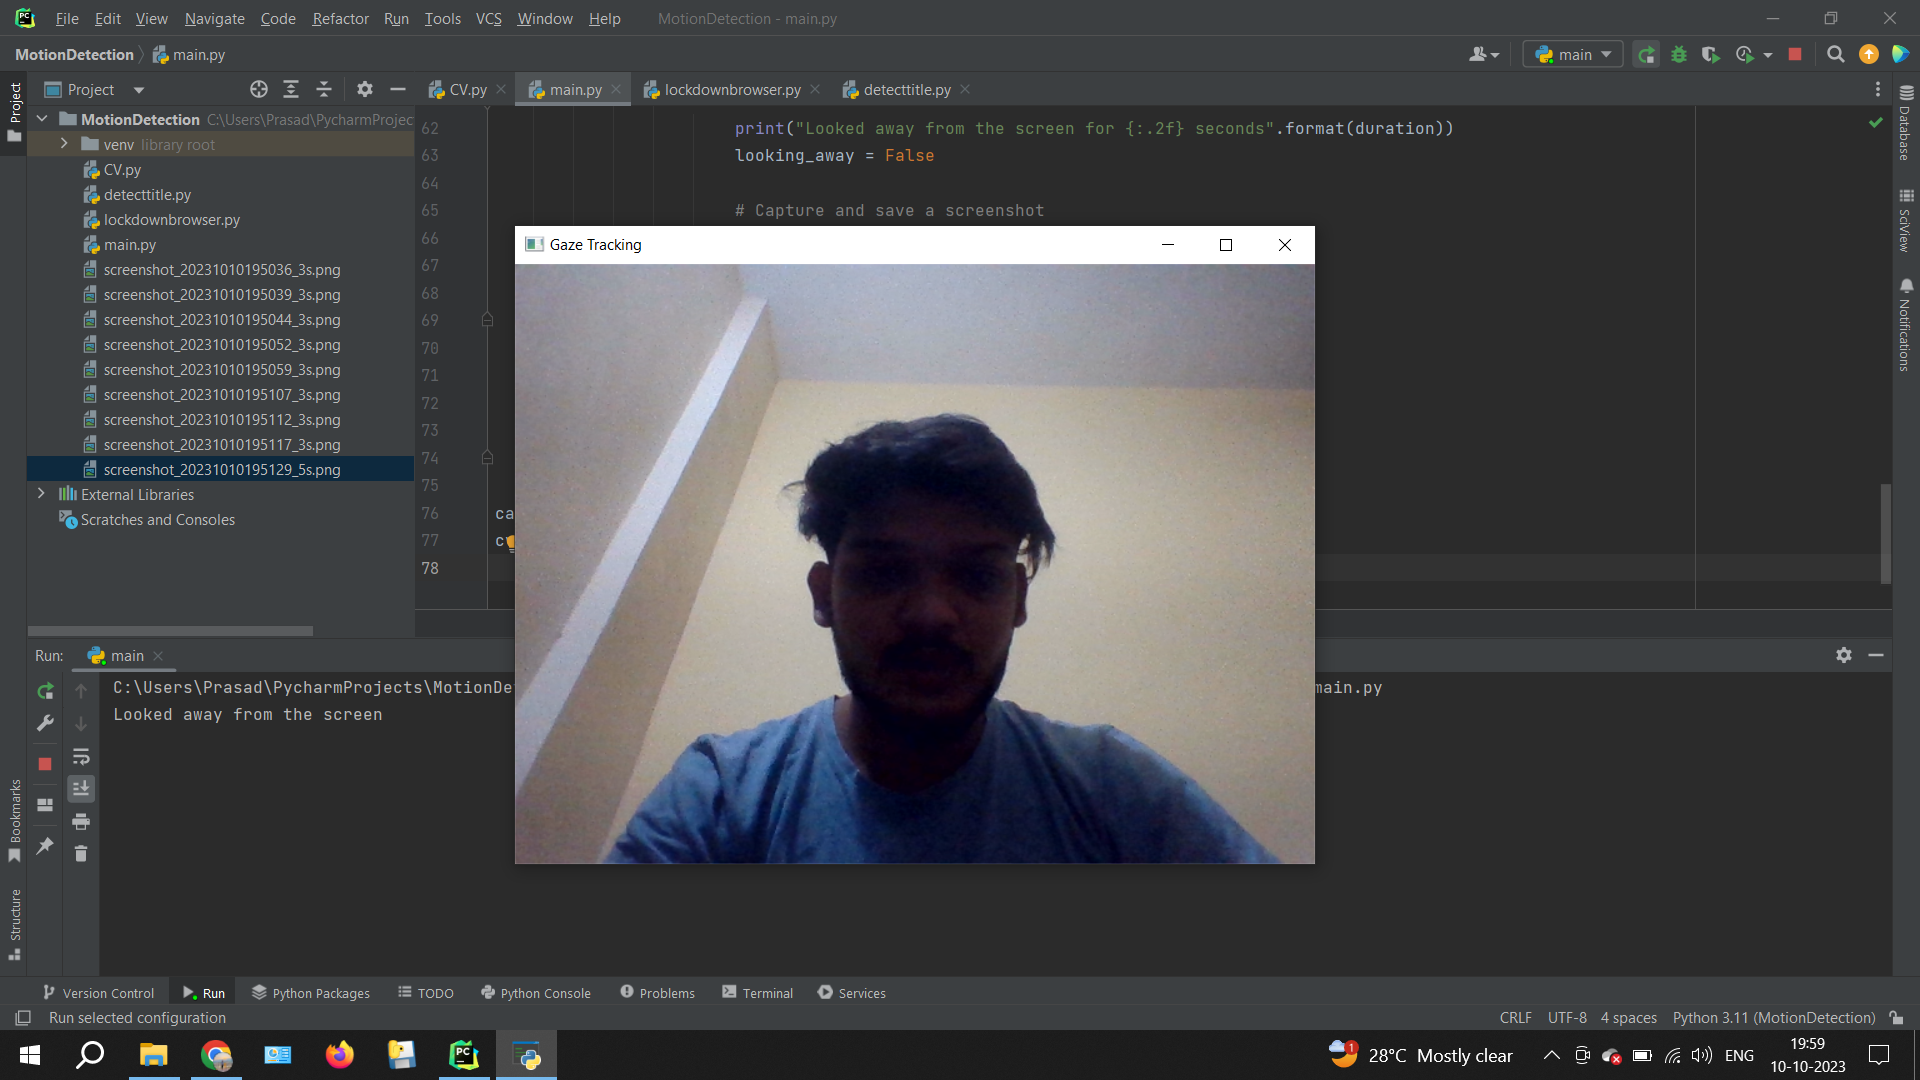 File Edit View Navigate Code Refactor Run Tools VCS Window Help MotionDetection - main.py
MotionDetection main.py main
Project
Project
CV.py main.py lockdownbrowser.py detecttitle.py
MotionDetection C:\Users\Prasad\PycharmProjec
venv library root
CV.py
detecttitle.py
lockdownbrowser.py
main.py
screenshot_20231010195036_3s.png
screenshot_20231010195039_3s.png
screenshot_20231010195044_3s.png
screenshot_20231010195052_3s.png
screenshot_20231010195059_3s.png
screenshot_20231010195107_3s.png
screenshot_20231010195112_3s.png
screenshot_20231010195117_3s.png
screenshot_20231010195129_5s.png
External Libraries
Scratches and Consoles
62 print("Looked away from the screen for {:.2f} seconds".format(duration))
63 looking_away = False
64
65 # Capture and save a screenshot
66
67
68
69
70
71
72
73
74
75
76 ca
77 c
78
Gaze Tracking
Database
SciView
Notifications
Run: main
C:\Users\Prasad\PycharmProjects\MotionDe main.py
Looked away from the screen
Bookmarks
Structure
Version Control Run Python Packages TODO Python Console Problems Terminal Services
Run selected configuration CRLF UTF-8 4 spaces Python 3.11 (MotionDetection)
PC PC
1 28°C Mostly clear ENG
19:59
10-10-2023